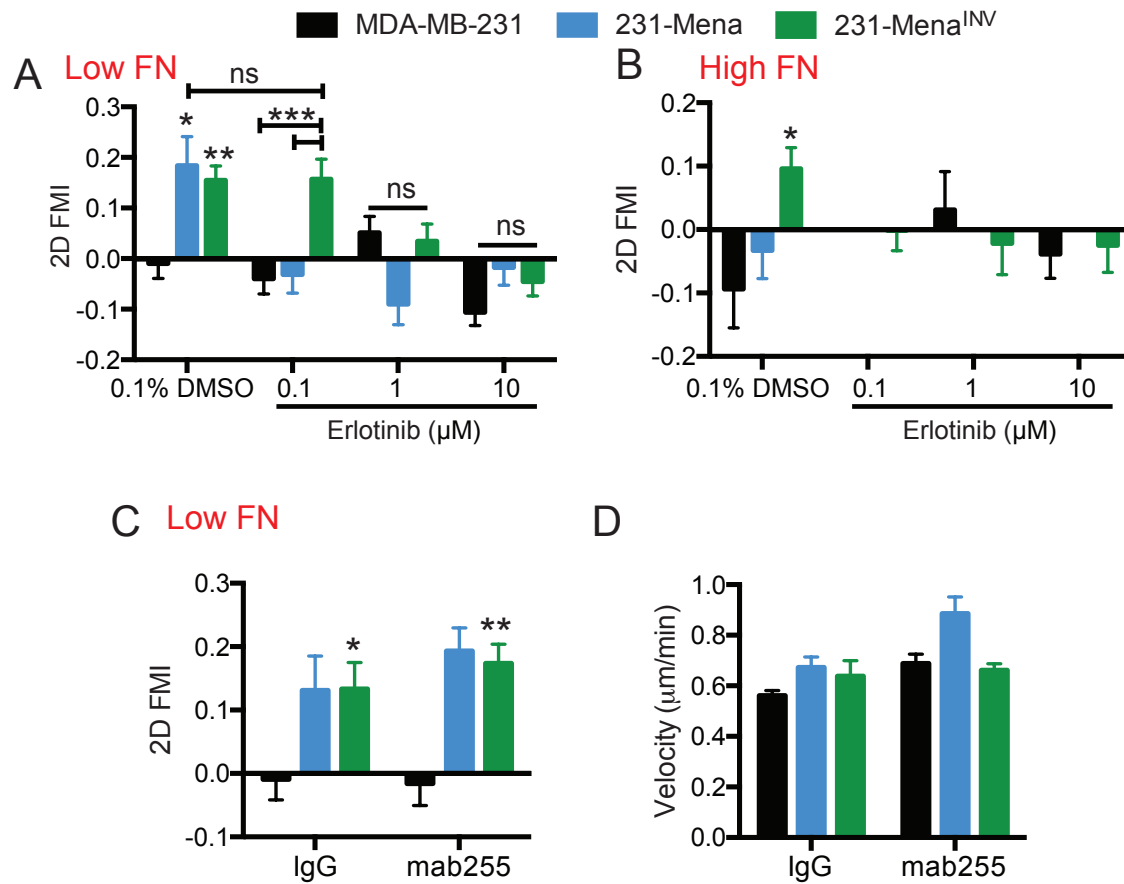 MDA-MB-231 231-Mena 231-Mena^INV
A Low FN
ns
***
* **
ns
ns
2D FMI
0.3
0.2
0.1
0.0
-0.1
-0.2
0.1% DMSO 0.1 1 10
Erlotinib (µM)
B High FN
*
2D FMI
0.2
0.1
0.0
-0.1
-0.2
0.1% DMSO 0.1 1 10
Erlotinib (µM)
C Low FN
* **
2D FMI
0.3
0.2
0.1
0.0
-0.1
IgG mab255
D
Velocity (µm/min)
1.0
0.8
0.6
0.4
0.2
0.0
IgG mab255